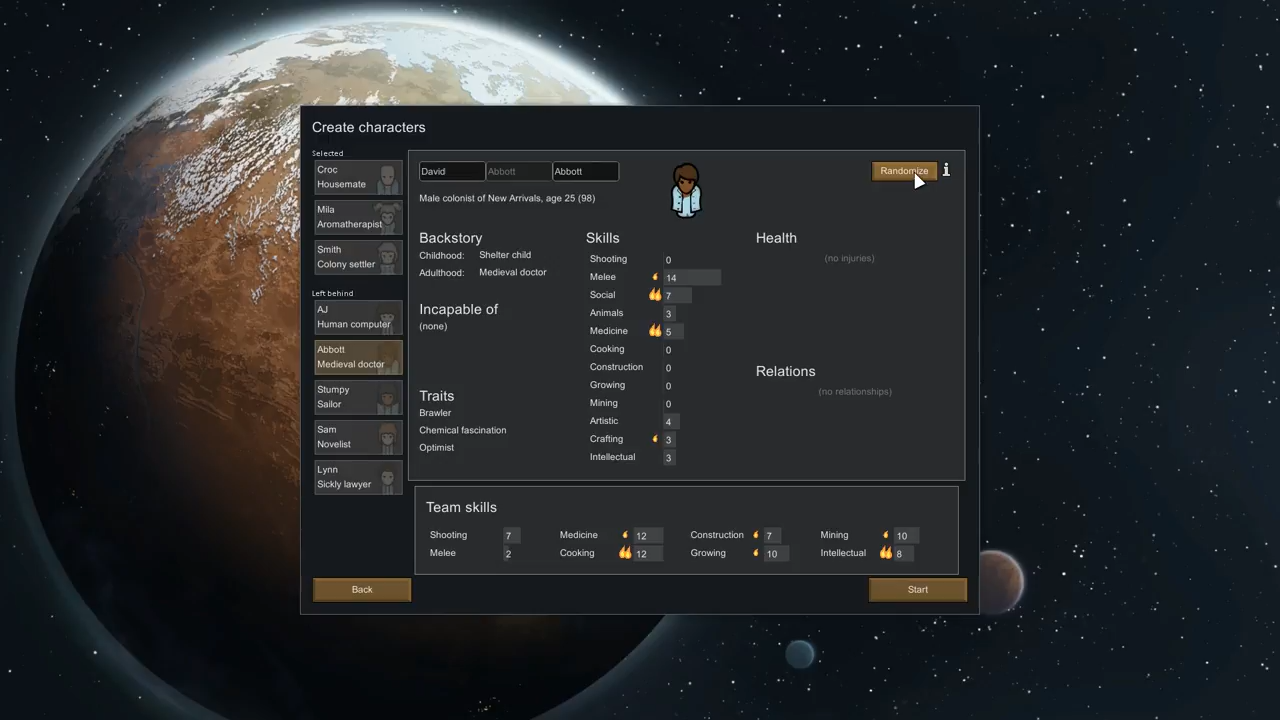 Create characters
Selected
Croc
Housemate
Mila
Aromatherapist
Smith
Colony settler
Left behind
AJ
Human computer
Abbott
Medieval doctor
Stumpy
Sailor
Sam
Novelist
Lynn
Sickly lawyer
David Abbott Abbott
Randomize
Male colonist of New Arrivals, age 25 (98)
Backstory
Childhood: Shelter child
Adulthood: Medieval doctor
Incapable of
(none)
Traits
Brawler
Chemical fascination
Optimist
Skills
Shooting 0
Melee 14
Social 7
Animals 3
Medicine 5
Cooking 0
Construction 0
Growing 0
Mining 0
Artistic 4
Crafting 3
Intellectual 3
Health
(no injuries)
Relations
(no relationships)
Team skills
Shooting 7 Medicine 12 Construction 7 Mining 10
Melee 2 Cooking 12 Growing 10 Intellectual 8
Back
Start